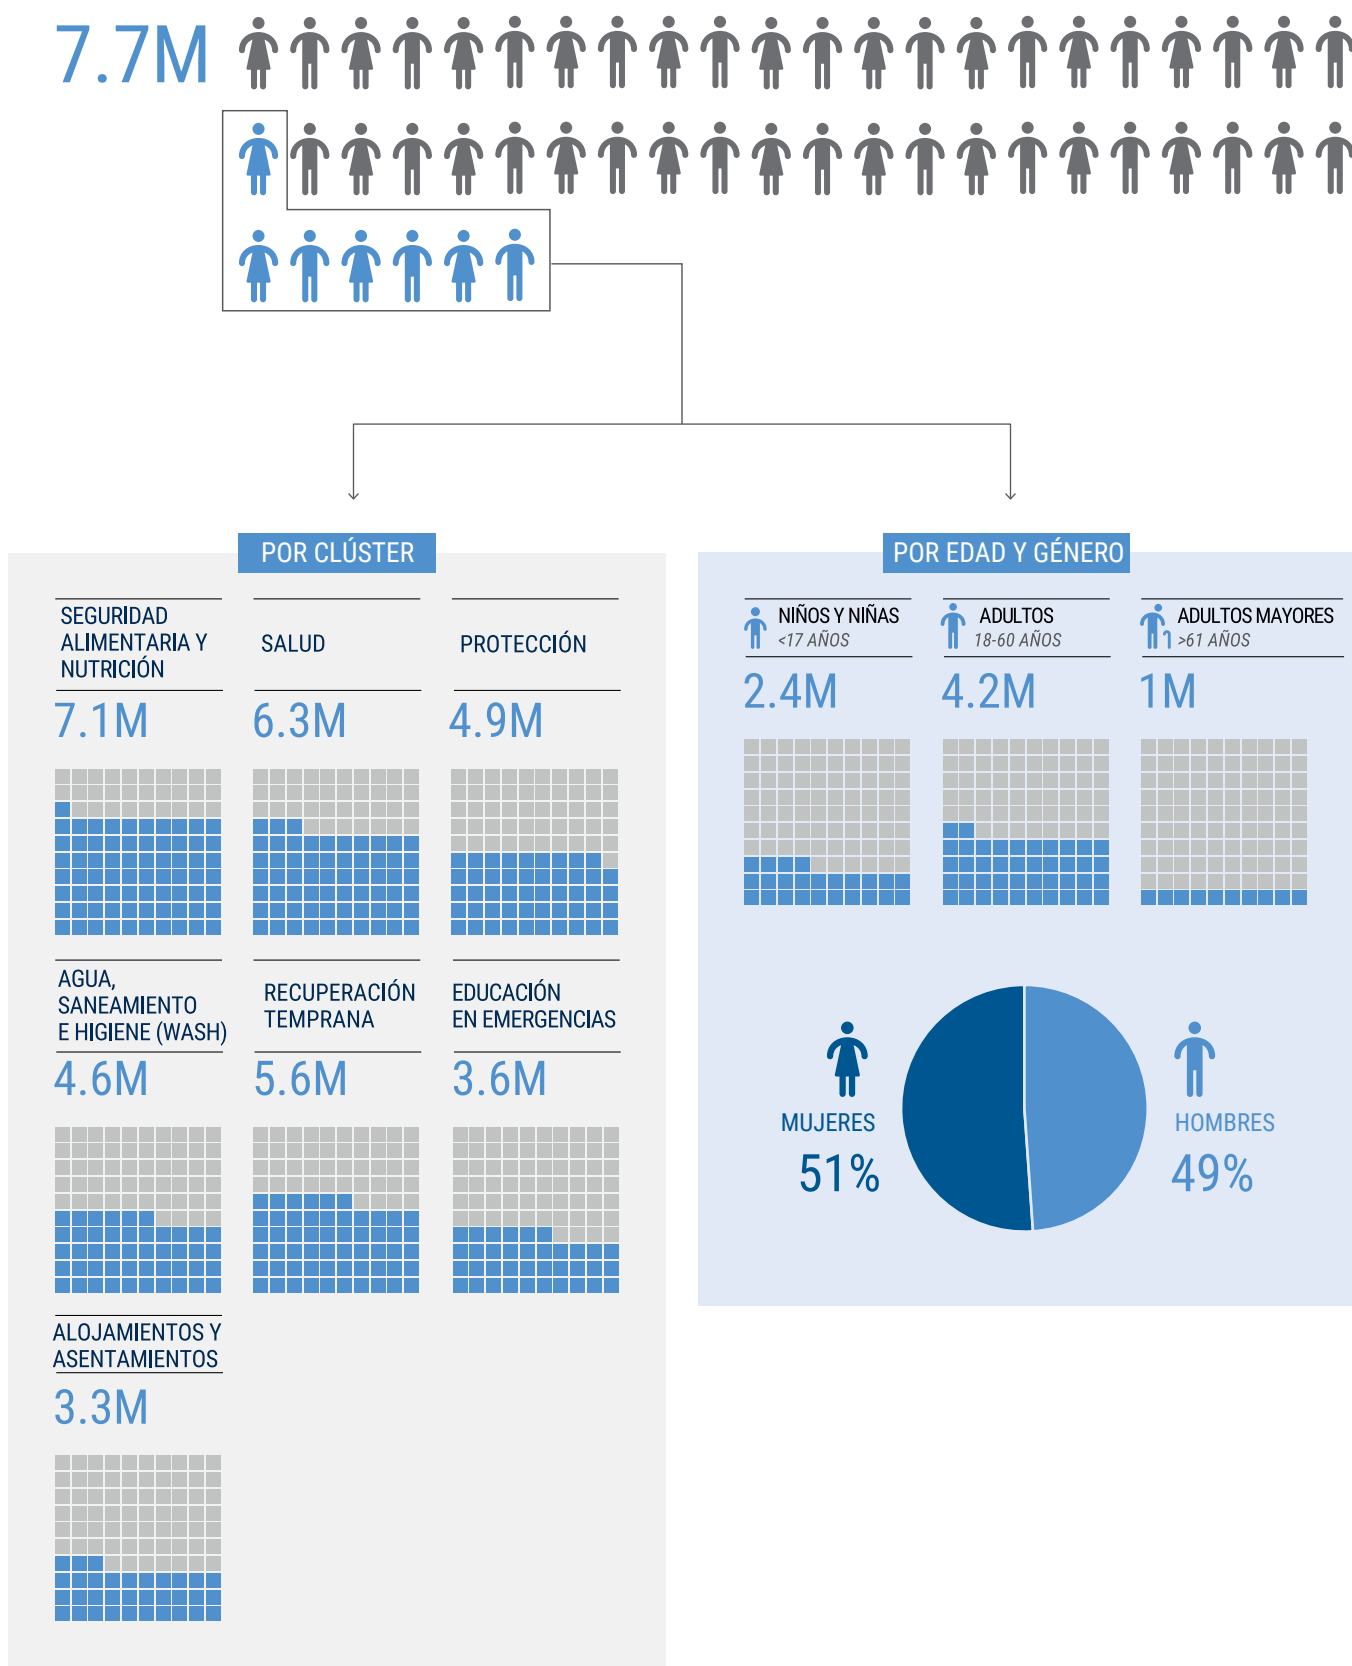 7.7M
POR CLÚSTER
SEGURIDAD
ALIMENTARIA Y
NUTRICIÓN
7.1M
SALUD
6.3M
PROTECCIÓN
4.9M
AGUA,
SANEAMIENTO
E HIGIENE (WASH)
4.6M
RECUPERACIÓN
TEMPRANA
5.6M
EDUCACIÓN
EN EMERGENCIAS
3.6M
ALOJAMIENTOS Y
ASENTAMIENTOS
3.3M
POR EDAD Y GÉNERO
NIÑOS Y NIÑAS
<17 AÑOS
2.4M
ADULTOS
18-60 AÑOS
4.2M
ADULTOS MAYORES
>61 AÑOS
1M
MUJERES
51%
HOMBRES
49%